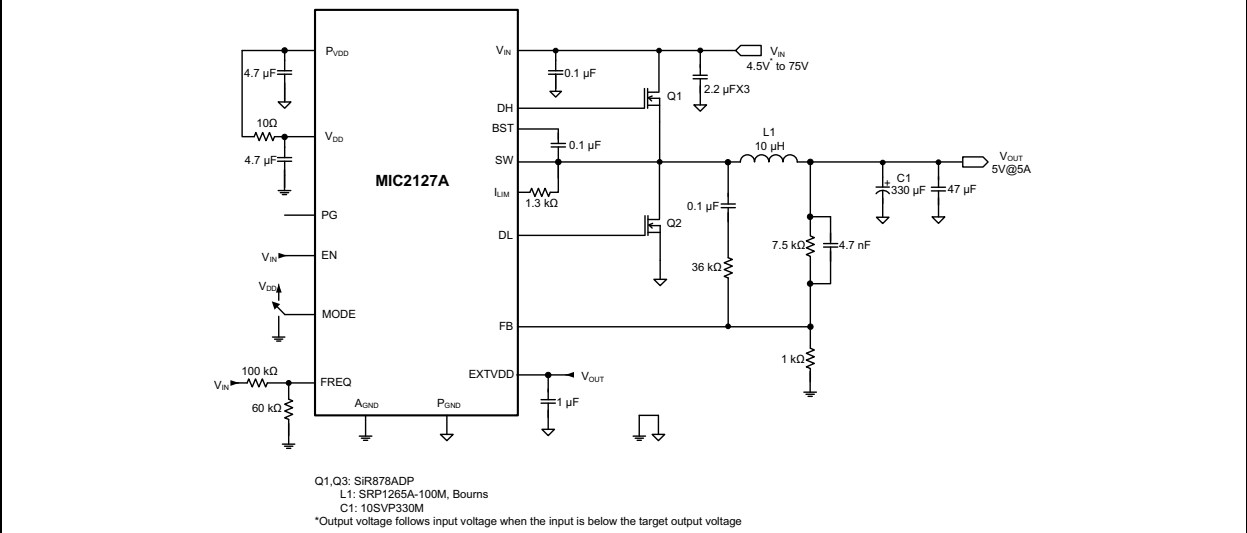 PVDD
4.7 µF
10Ω
VDD
4.7 µF
PG
VIN
EN
VDD
MODE
100 kΩ
VIN
FREQ
60 kΩ
AGND
PGND
MIC2127A
VIN
DH
BST
SW
ILIM
DL
FB
EXTVDD
0.1 µF
VIN
4.5V* to 75V
2.2 µFX3
Q1
0.1 µF
1.3 kΩ
Q2
L1
10 µH
VOUT
5V@5A
C1
+
330 µF
47 µF
0.1 µF
7.5 kΩ
4.7 nF
36 kΩ
1 kΩ
VOUT
1 µF
Q1,Q3: SiR878ADP
L1: SRP1265A-100M, Bourns
C1: 10SVP330M
*Output voltage follows input voltage when the input is below the target output voltage